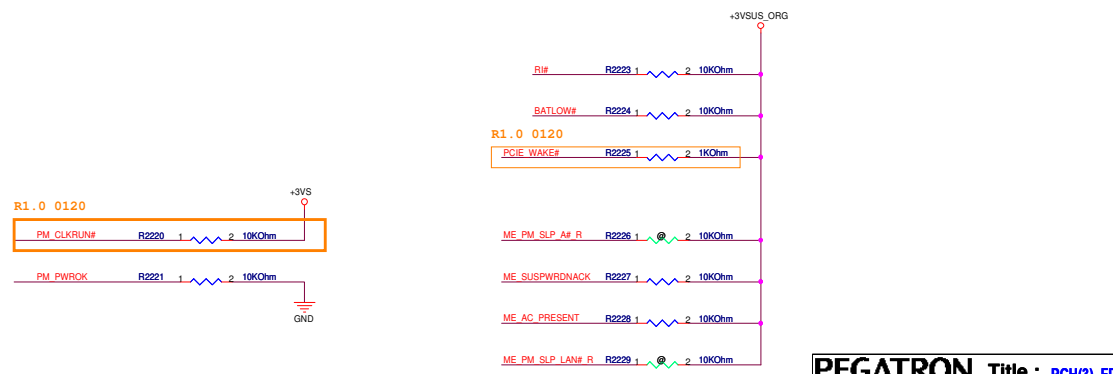 +3VSUS_ORG
RI# R2223 1 2 10KOhm
BATLOW# R2224 1 2 10KOhm
R1.0 0120
PCIE_WAKE# R2225 1 2 1KOhm
+3VS
R1.0 0120
PM_CLKRUN# R2220 1 2 10KOhm
ME_PM_SLP_A#_R R2226 1 @ 2 10KOhm
PM_PWROK R2221 1 2 10KOhm
ME_SUSPWRDNACK R2227 1 2 10KOhm
GND
ME_AC_PRESENT R2228 1 2 10KOhm
ME_PM_SLP_LAN#_R R2229 1 @ 2 10KOhm
PEGATRON Title :